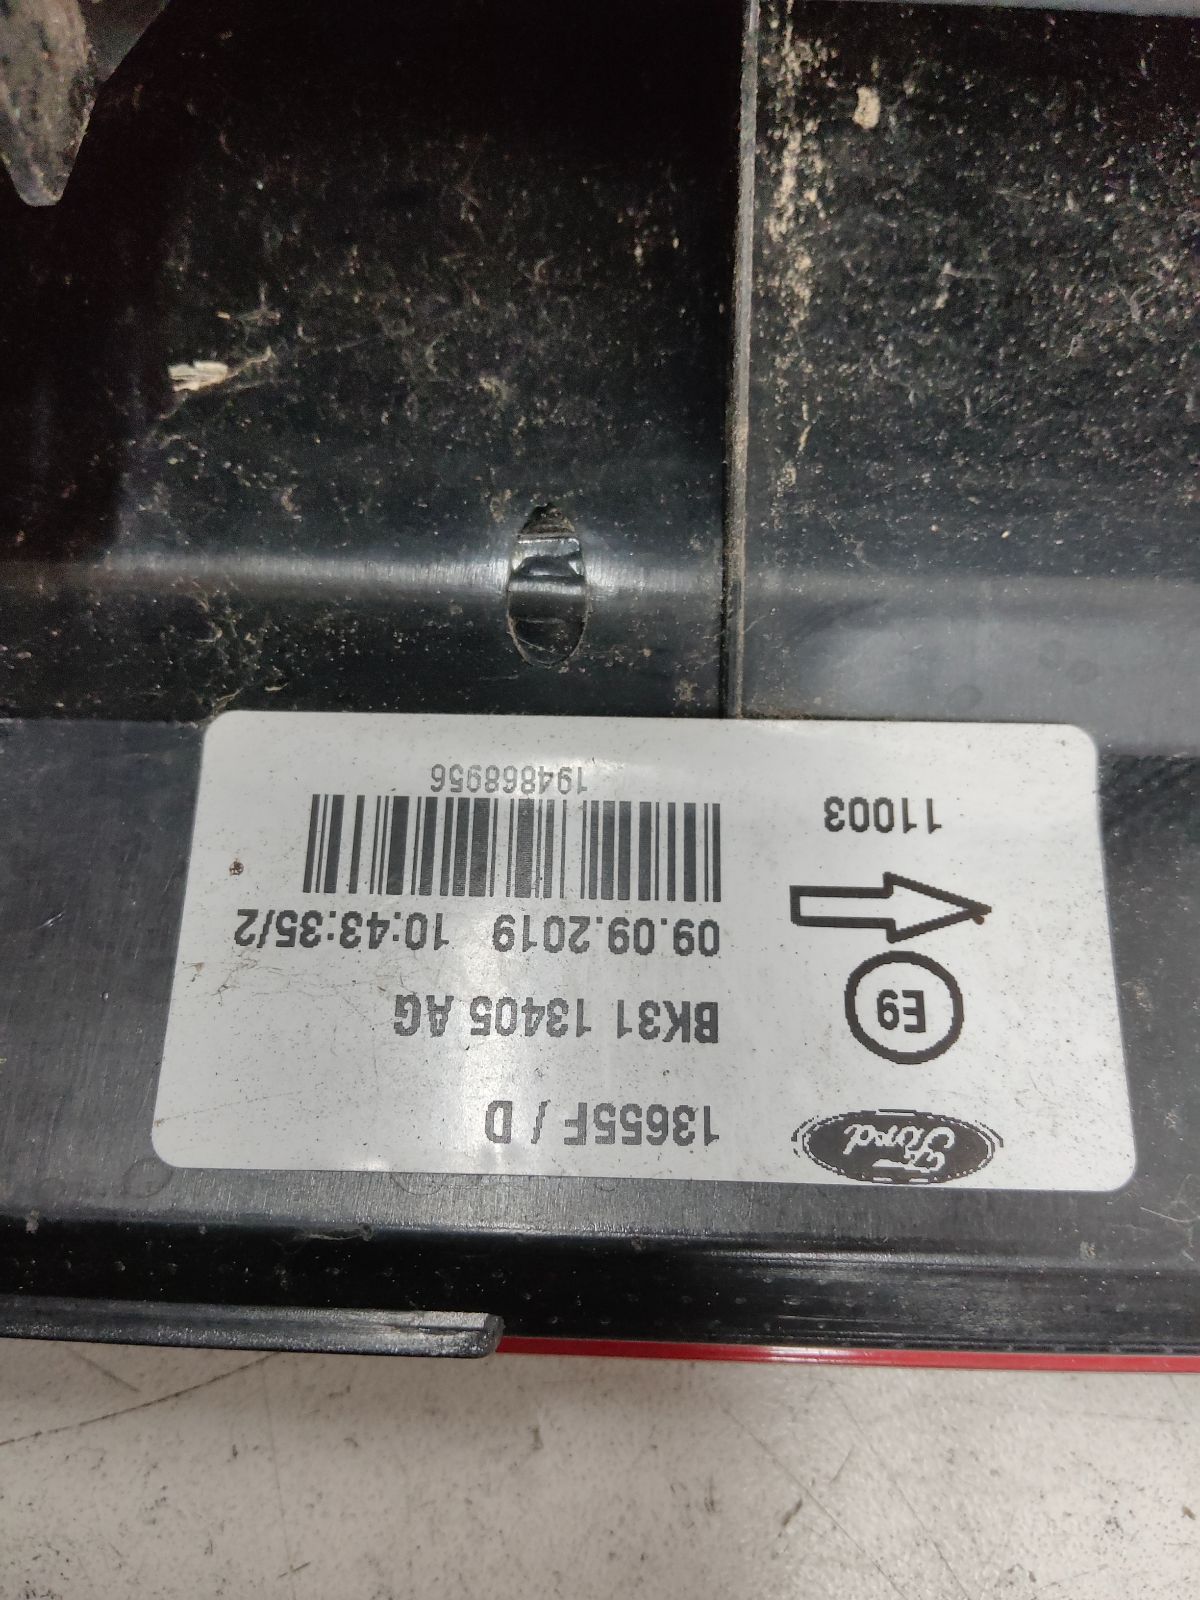 Ford
13655F / D
E9
BK31 13405 AG
09.09.2019 10:43:35/2
11003
194868956